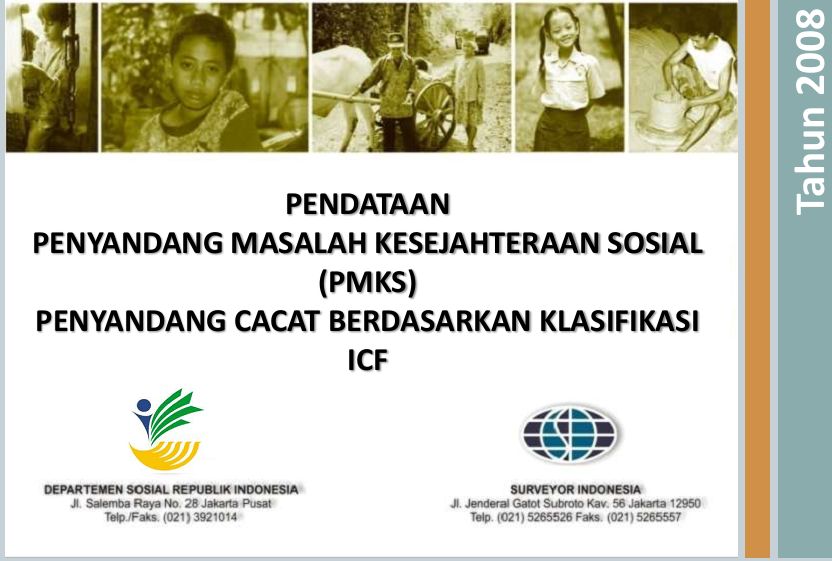 PENDATAAN
PENYANDANG MASALAH KESEJAHTERAAN SOSIAL
(PMKS)
PENYANDANG CACAT BERDASARKAN KLASIFIKASI
ICF
DEPARTEMEN SOSIAL REPUBLIK INDONESIA
Jl. Salemba Raya No. 28 Jakarta Pusat
Telp./Faks. (021) 3921014
SURVEYOR INDONESIA
Jl. Jenderal Gatot Subroto Kav. 56 Jakarta 12950
Telp. (021) 5265526 Faks. (021) 5265557
Tahun 2008